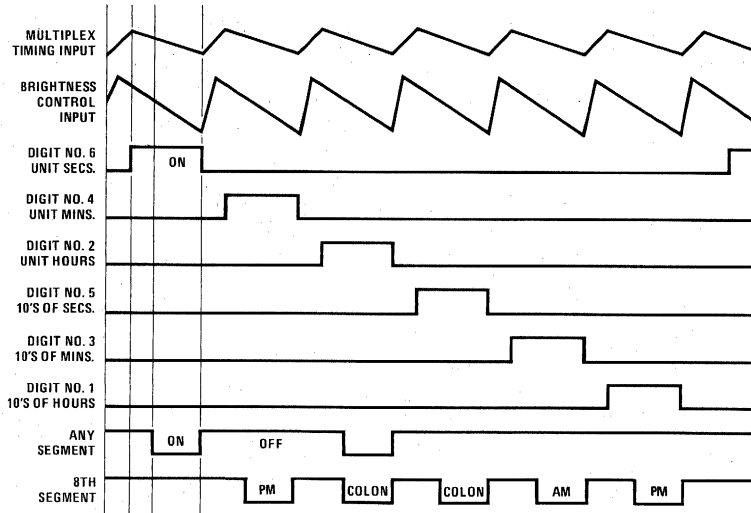 MULTIPLEX
TIMING INPUT
BRIGHTNESS
CONTROL
INPUT
DIGIT NO. 6
UNIT SECS.
ON
DIGIT NO. 4
UNIT MINS.
DIGIT NO. 2
UNIT HOURS
DIGIT NO. 5
10'S OF SECS.
DIGIT NO. 3
10'S OF MINS.
DIGIT NO. 1
10'S OF HOURS
ANY
SEGMENT
ON
OFF
8TH
SEGMENT
PM
COLON
COLON
AM
PM